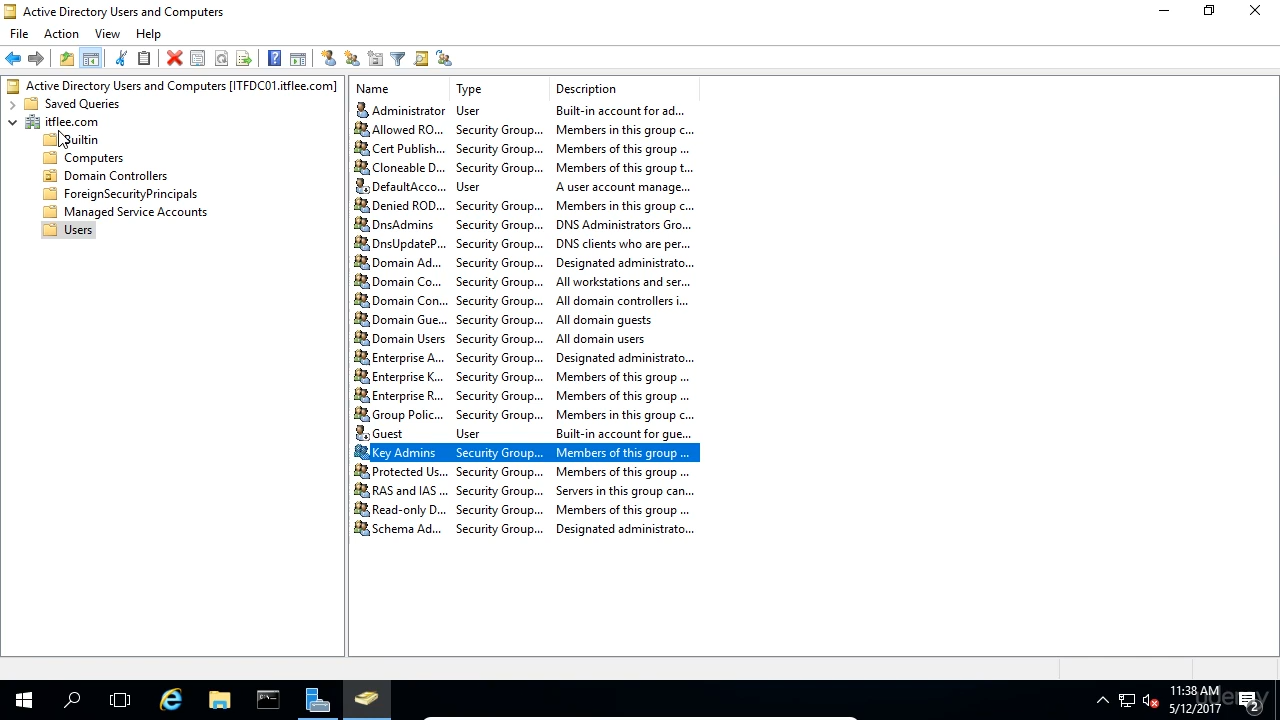 Active Directory Users and Computers
File Action View Help
Active Directory Users and Computers [ITFDC01.itflee.com]
Saved Queries
itflee.com
Builtin
Computers
Domain Controllers
ForeignSecurityPrincipals
Managed Service Accounts
Users
Name Type Description
Administrator User Built-in account for ad...
Allowed RO... Security Group... Members in this group c...
Cert Publish... Security Group... Members of this group ...
Cloneable D... Security Group... Members of this group t...
DefaultAcco... User A user account manage...
Denied ROD... Security Group... Members in this group c...
DnsAdmins Security Group... DNS Administrators Gro...
DnsUpdateP... Security Group... DNS clients who are per...
Domain Ad... Security Group... Designated administrato...
Domain Co... Security Group... All workstations and ser...
Domain Con... Security Group... All domain controllers i...
Domain Gue... Security Group... All domain guests
Domain Users Security Group... All domain users
Enterprise A... Security Group... Designated administrato...
Enterprise K... Security Group... Members of this group ...
Enterprise R... Security Group... Members of this group ...
Group Polic... Security Group... Members in this group c...
Guest User Built-in account for gue...
Key Admins Security Group... Members of this group ...
Protected Us... Security Group... Members of this group ...
RAS and IAS ... Security Group... Servers in this group can...
Read-only D... Security Group... Members of this group ...
Schema Ad... Security Group... Designated administrato...
11:38 AM
5/12/2017
2
udemy